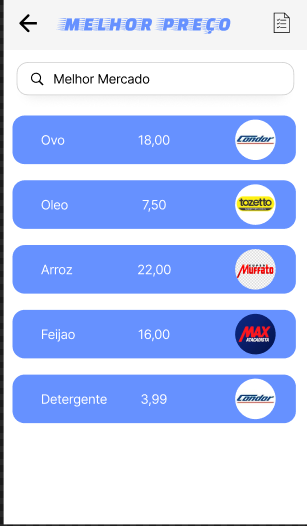 MELHOR PREÇO
Melhor Mercado
Ovo 18,00 Condor
Oleo 7,50 tozetto
Arroz 22,00 SUPER Muffato
Feijao 16,00 MAX ATACADISTA
Detergente 3,99 Condor